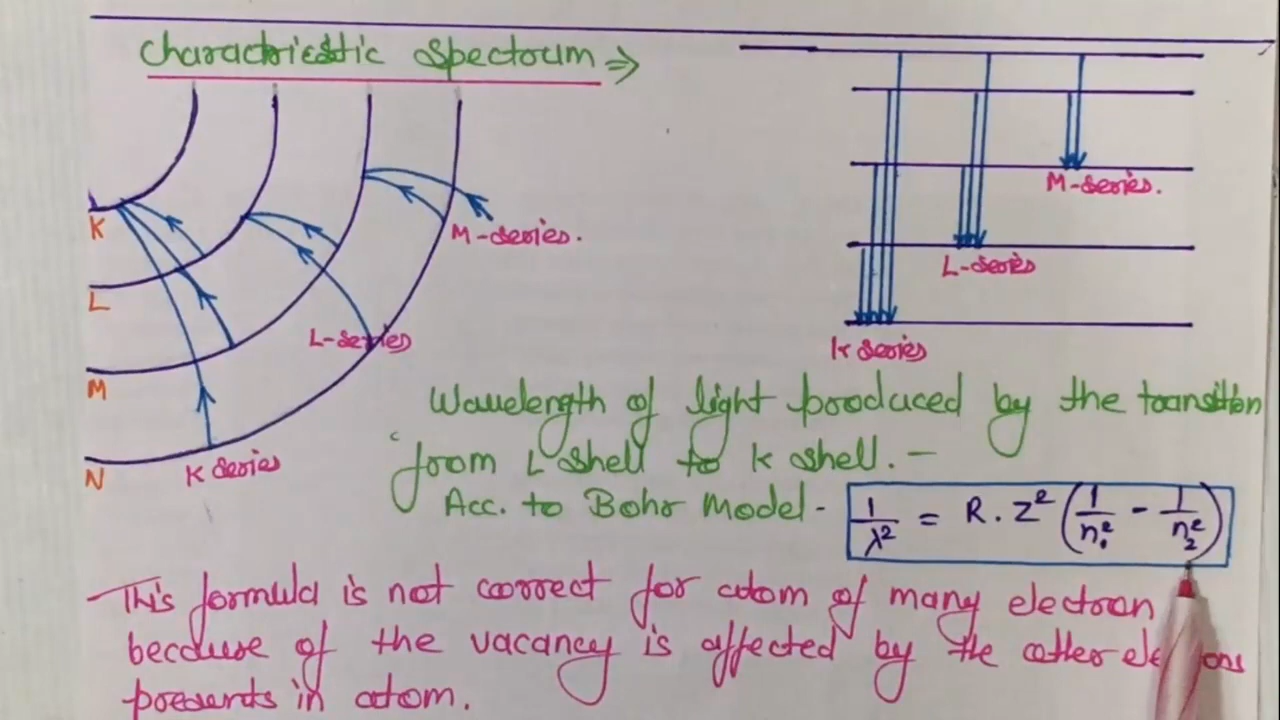 Charactriestic Spectrum ⇒
K
L
M
N
K series
L-series
M-series.
M-series.
L-series
K series
Wavelength of light produced by the transition
from L shell to K shell. -
Acc. to Bohr Model- 1/λ² = R . Z² (1/n₁² - 1/n₂²)
This formula is not correct for atom of many electron
because of the vacancy is affected by the other
presents in atom.